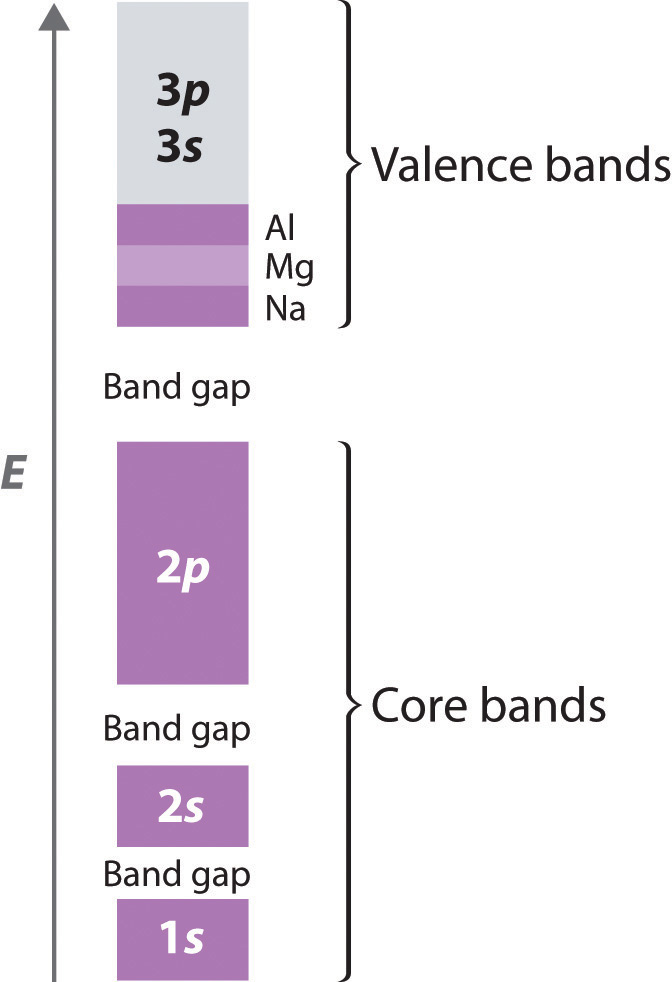 3p
3s
Valence bands
Al
Mg
Na
Band gap
E
2p
Core bands
Band gap
2s
Band gap
1s